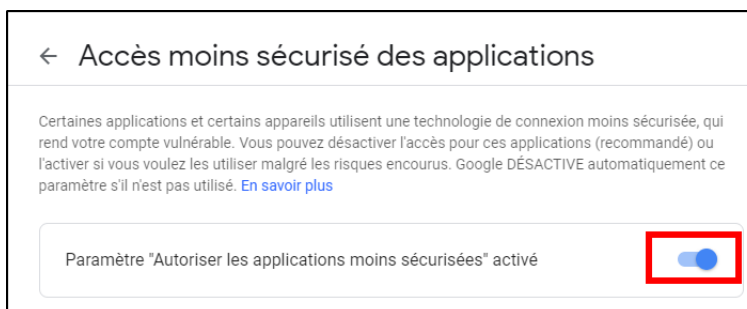 Accès moins sécurisé des applications
Certaines applications et certains appareils utilisent une technologie de connexion moins sécurisée, qui
rend votre compte vulnérable. Vous pouvez désactiver l'accès pour ces applications (recommandé) ou
l'activer si vous voulez les utiliser malgré les risques encourus. Google DÉSACTIVE automatiquement ce
paramètre s'il n'est pas utilisé. En savoir plus
Paramètre "Autoriser les applications moins sécurisées" activé